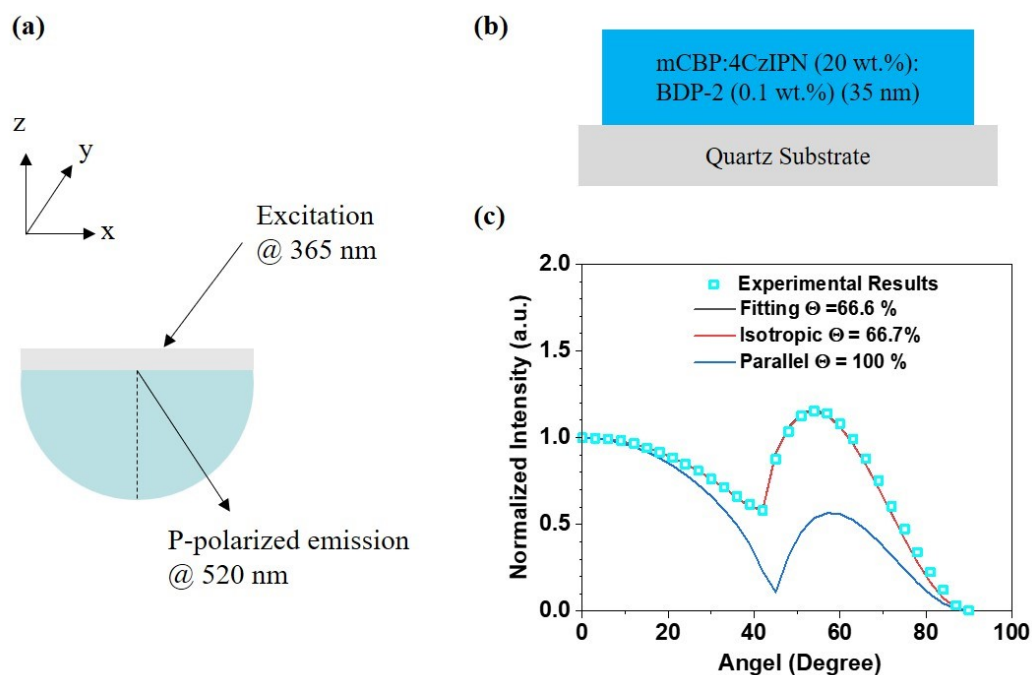 (a)
z
y
x
Excitation
@ 365 nm
P-polarized emission
@ 520 nm
(b)
mCBP:4CzIPN (20 wt.%):
BDP-2 (0.1 wt.%) (35 nm)
Quartz Substrate
(c)
Normalized Intensity (a.u.)
2.0
1.5
1.0
0.5
0.0
Experimental Results
Fitting Θ =66.6 %
Isotropic Θ = 66.7%
Parallel Θ = 100 %
0 20 40 60 80 100
Angel (Degree)